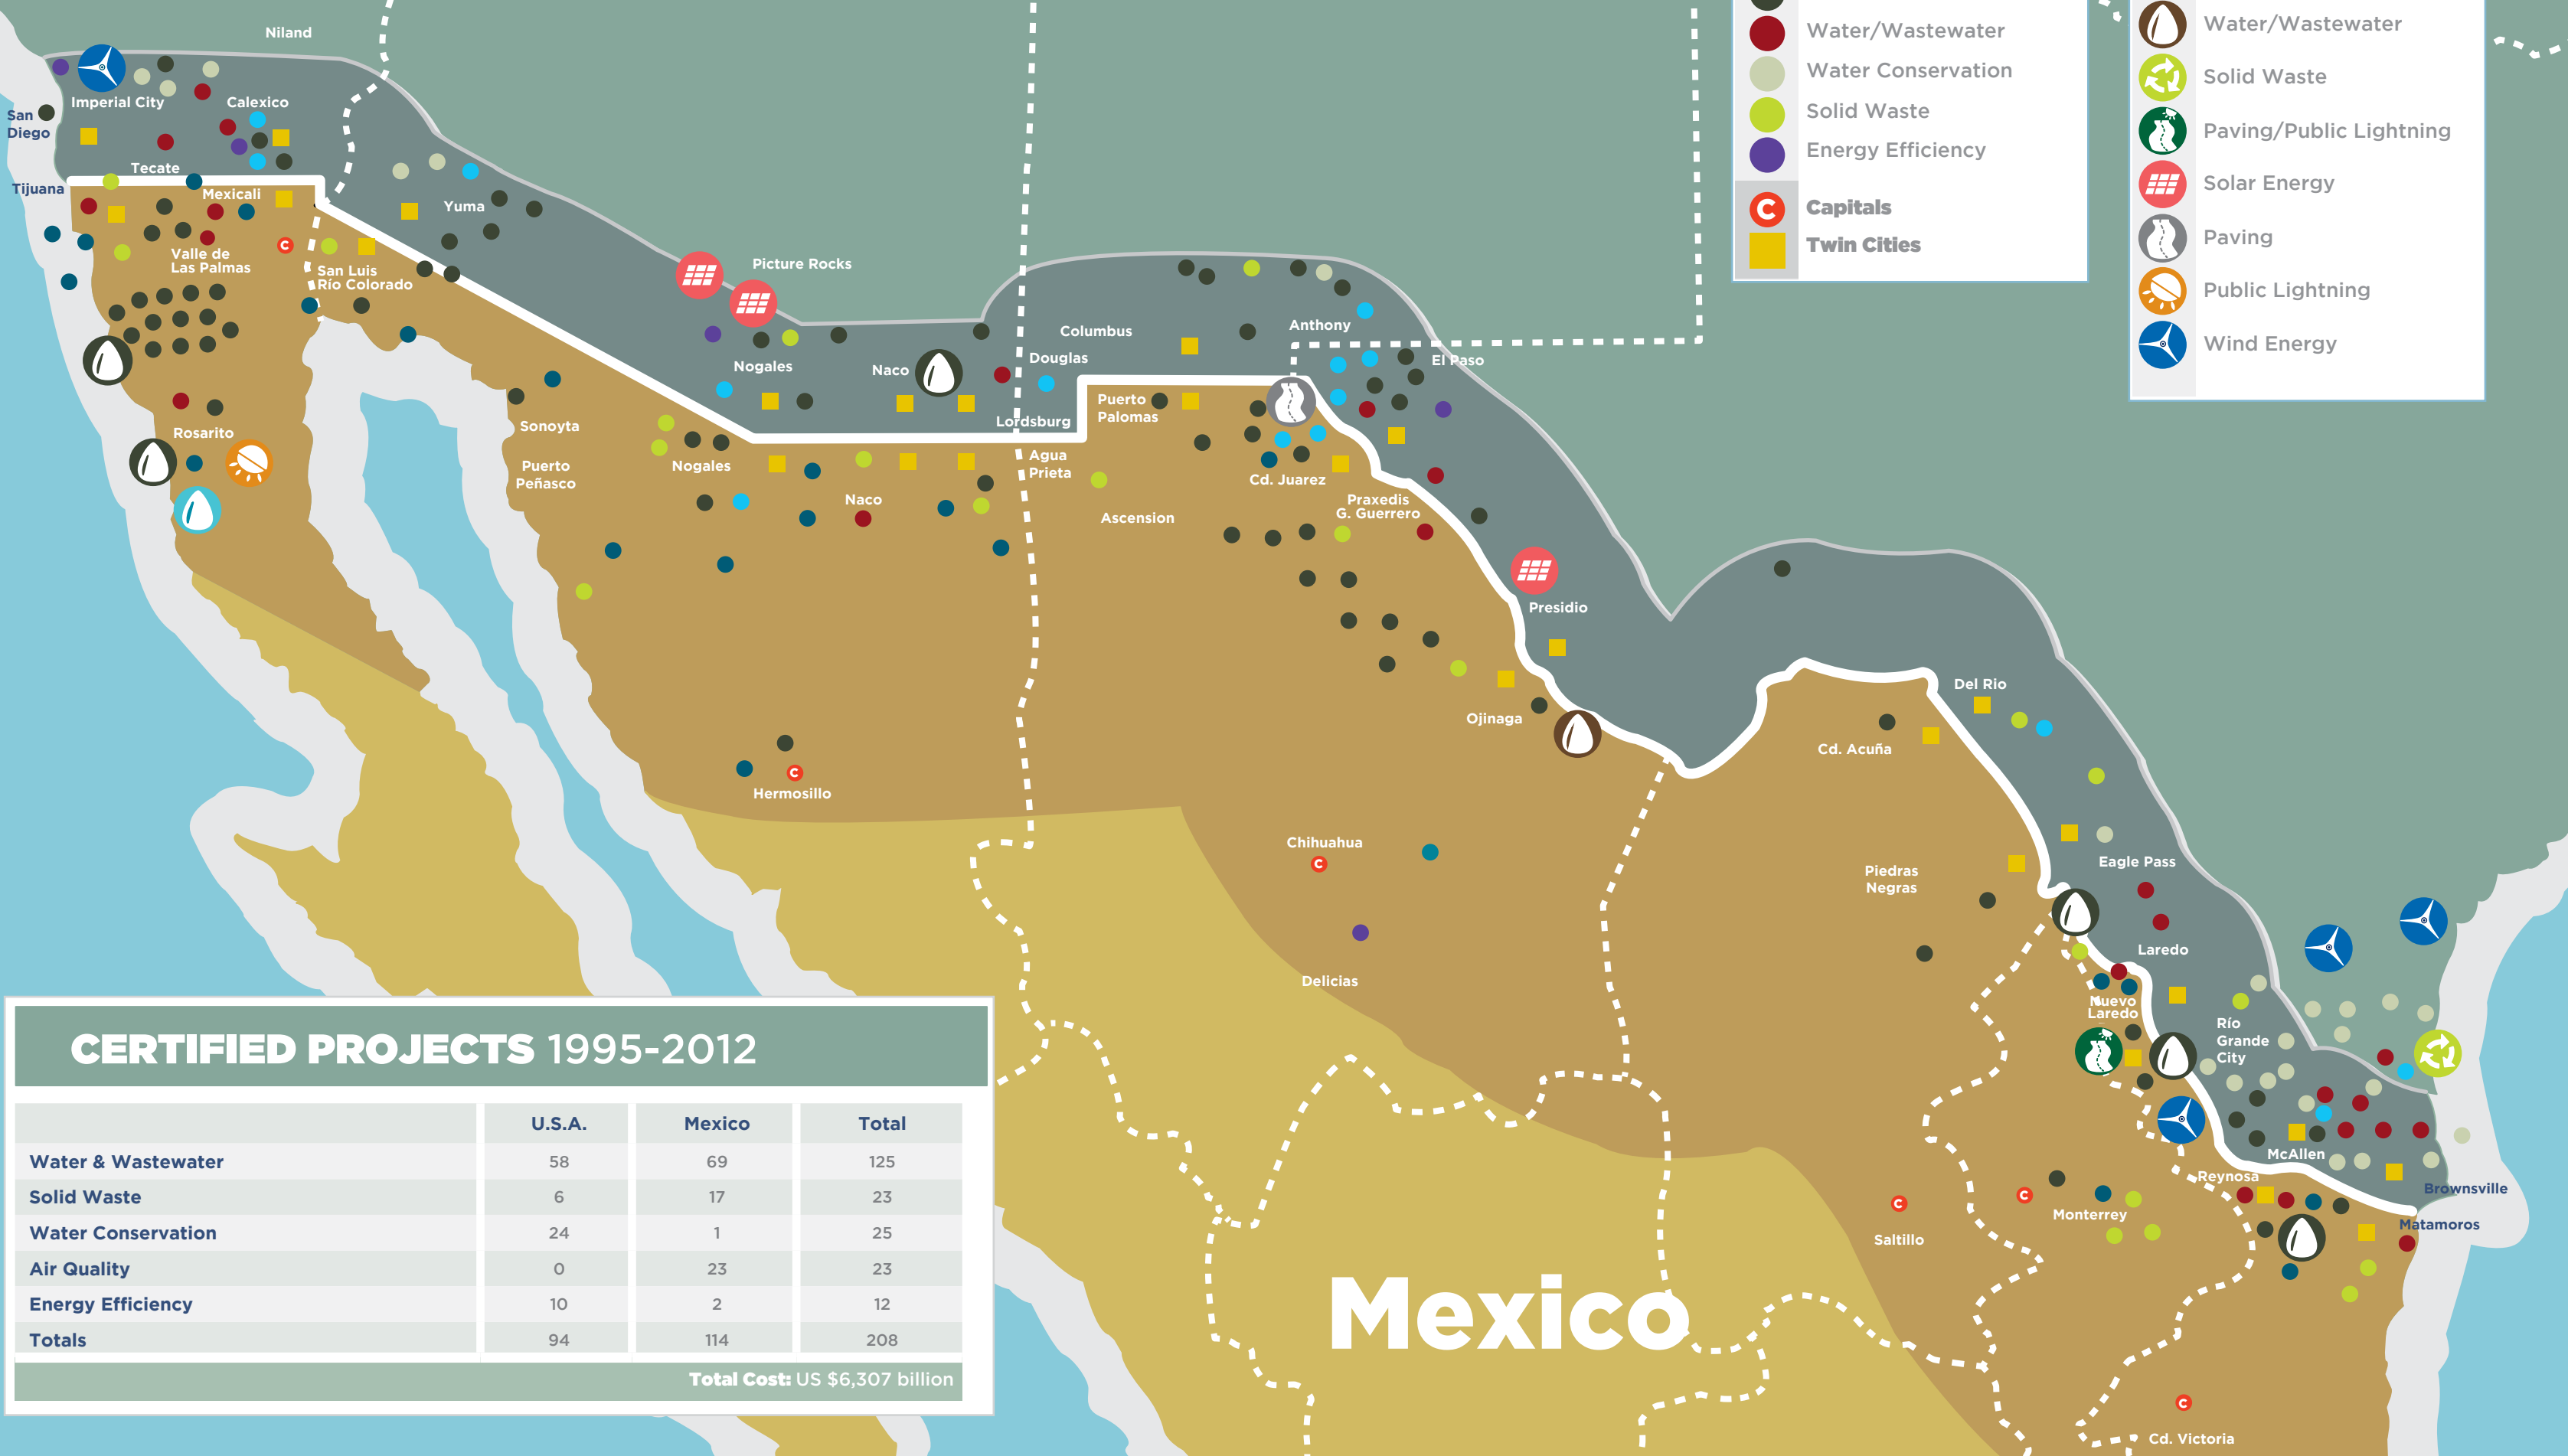 Niland
Imperial City
Calexico
San
Diego
Tecate
Tijuana
Mexicali
Yuma
Valle de
Las Palmas
San Luis
Río Colorado
Picture Rocks
Rosarito
Sonoyta
Puerto
Peñasco
Nogales
Naco
Columbus
Douglas
Lordsburg
Anthony
El Paso
Puerto
Palomas
Nogales
Naco
Agua
Prieta
Ascension
Cd. Juarez
Praxedis
G. Guerrero
Presidio
Ojinaga
Hermosillo
Chihuahua
Delicias
Del Rio
Cd. Acuña
Piedras
Negras
Eagle Pass
Laredo
Nuevo
Laredo
Río
Grande
City
McAllen
Reynosa
Brownsville
Matamoros
Monterrey
Saltillo
Cd. Victoria
Mexico
C
C
C
C
C
C
Water/Wastewater
Water Conservation
Solid Waste
Energy Efficiency
C Capitals
Twin Cities
Water/Wastewater
Solid Waste
Paving/Public Lightning
Solar Energy
Paving
Public Lightning
Wind Energy
CERTIFIED PROJECTS 1995-2012
U.S.A. Mexico Total
Water & Wastewater 58 69 125
Solid Waste 6 17 23
Water Conservation 24 1 25
Air Quality 0 23 23
Energy Efficiency 10 2 12
Totals 94 114 208
Total Cost: US $6,307 billion